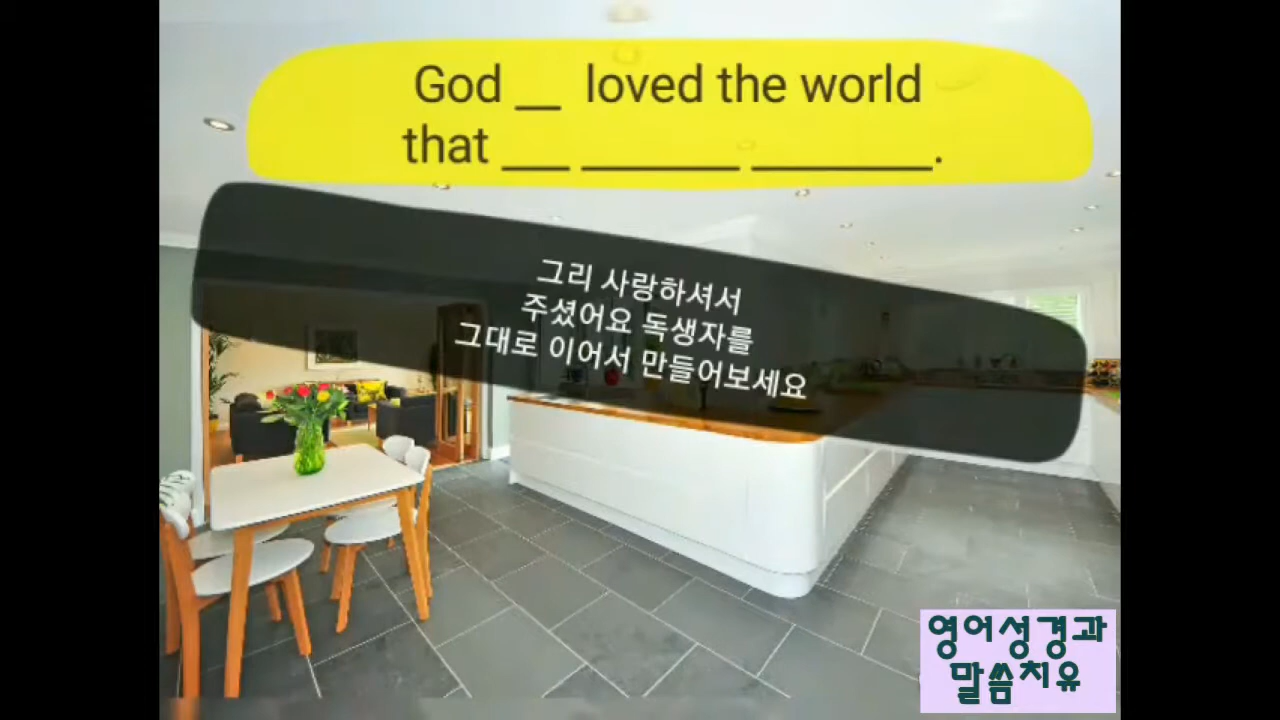 God __ loved the world
that ___ _______ ________.
그리 사랑하셔서
주셨어요 독생자를
그대로 이어서 만들어보세요
영어성경과
말씀치유